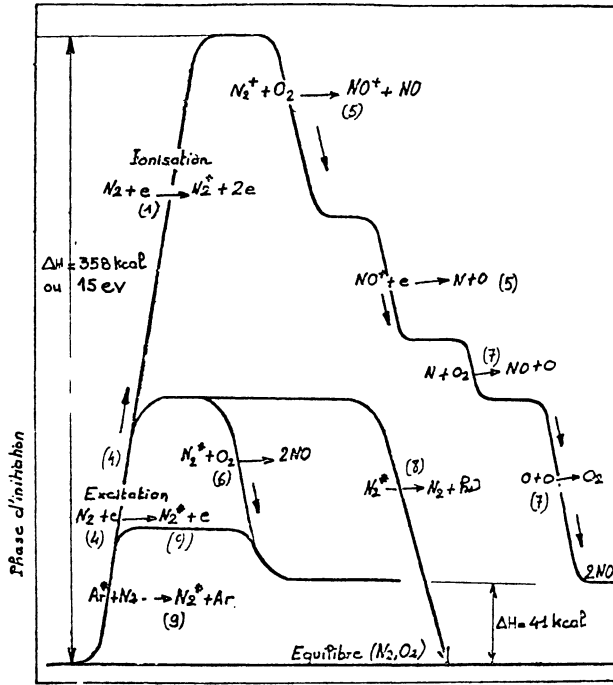 N₂⁺ + O₂ ⟶ NO⁺ + NO
(5)
Ionisation
N₂ + e ⟶ N₂⁺ + 2e
(1)
ΔH = 358 kcal
ou 15 ev
NO⁺ + e ⟶ N + O (5)
(7)
N + O₂ ⟶ NO + O
(4)
N₂* + O₂ ⟶ 2NO
(6)
(8)
N₂* ⟶ N₂ + 
O + O ⟶ O₂
(7)
Excitation
N₂ + e ⟶ N₂* + e
(4) (9)
2NO
Ar* + N₂ ⟶ N₂* + Ar
(9)
ΔH = 41 kcal
Equilibre (N₂, O₂)
Phase d'initiation